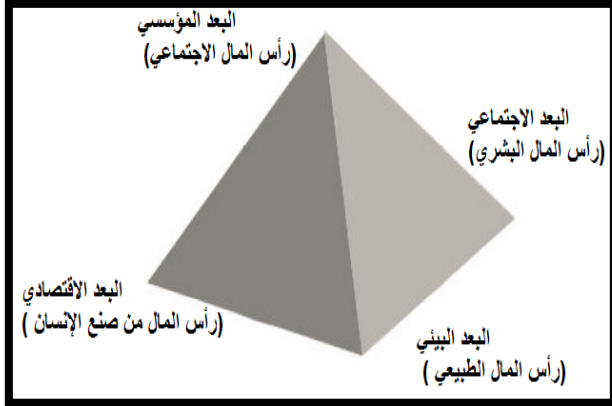 البعد المؤسسي
(رأس المال الاجتماعي)
البعد الاجتماعي
(رأس المال البشري)
البعد الاقتصادي
(رأس المال من صنع الإنسان )
البعد البيئي
(رأس المال الطبيعي )